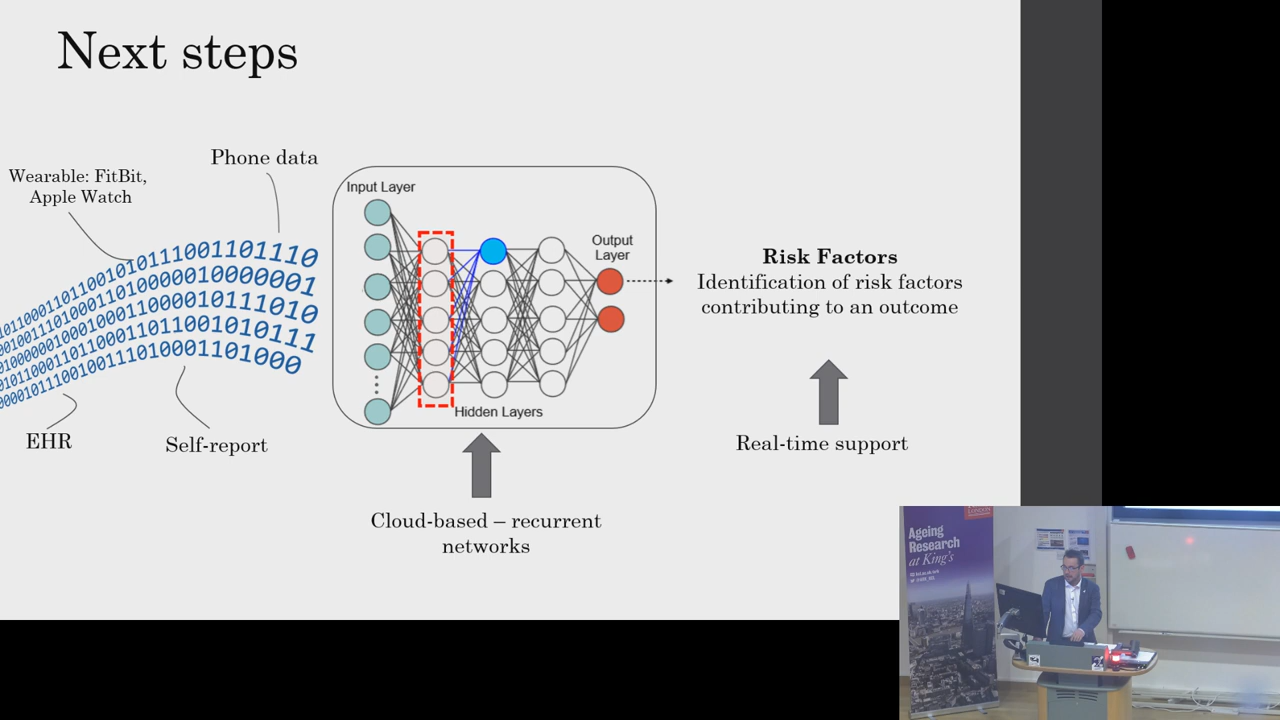 Next steps
Phone data
Wearable: FitBit,
Apple Watch
Input Layer
Output
Layer
Hidden Layers
EHR
Self-report
Cloud-based – recurrent
networks
Risk Factors
Identification of risk factors
contributing to an outcome
Real-time support
LONDON
Ageing
Research
at King's